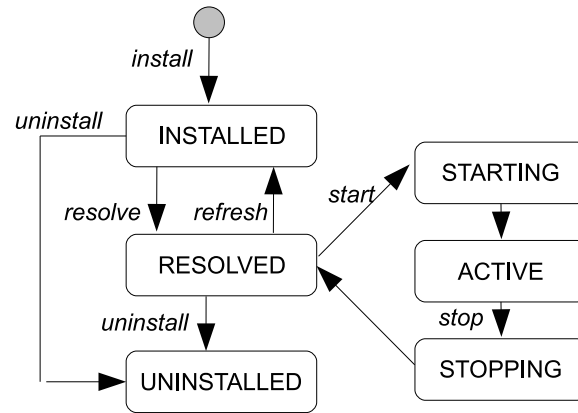 install
uninstall
INSTALLED
STARTING
resolve
refresh
start
RESOLVED
ACTIVE
uninstall
stop
UNINSTALLED
STOPPING